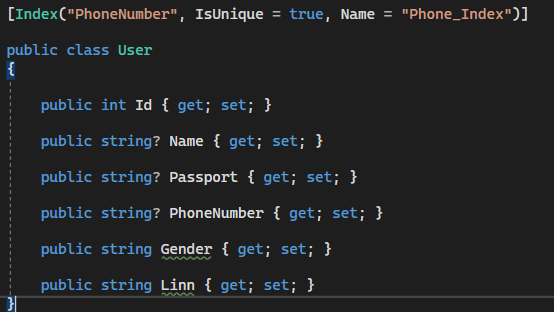 [Index("PhoneNumber", IsUnique = true, Name = "Phone_Index")]
public class User
{
public int Id { get; set; }
public string? Name { get; set; }
public string? Passport { get; set; }
public string? PhoneNumber { get; set; }
public string Gender { get; set; }
public string Linn { get; set; }
}